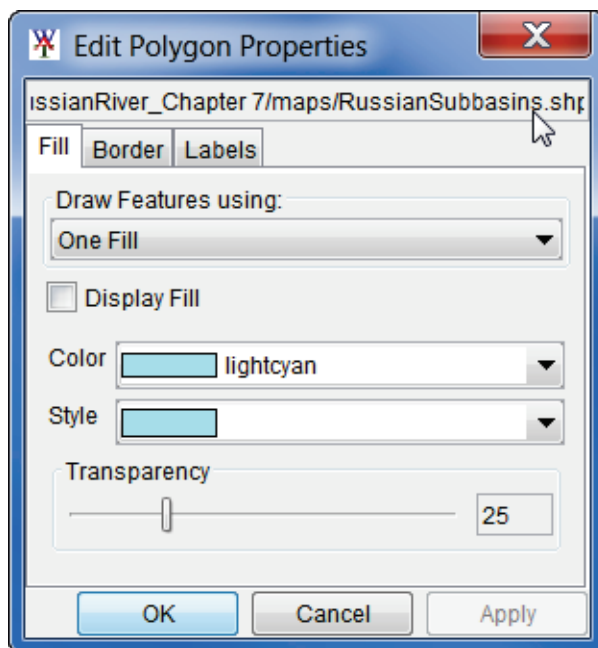 Edit Polygon Properties
ussianRiver_Chapter 7/maps/RussianSubbasins.shp
Fill Border Labels
Draw Features using:
One Fill
Display Fill
Color lightcyan
Style
Transparency
25
OK Cancel Apply